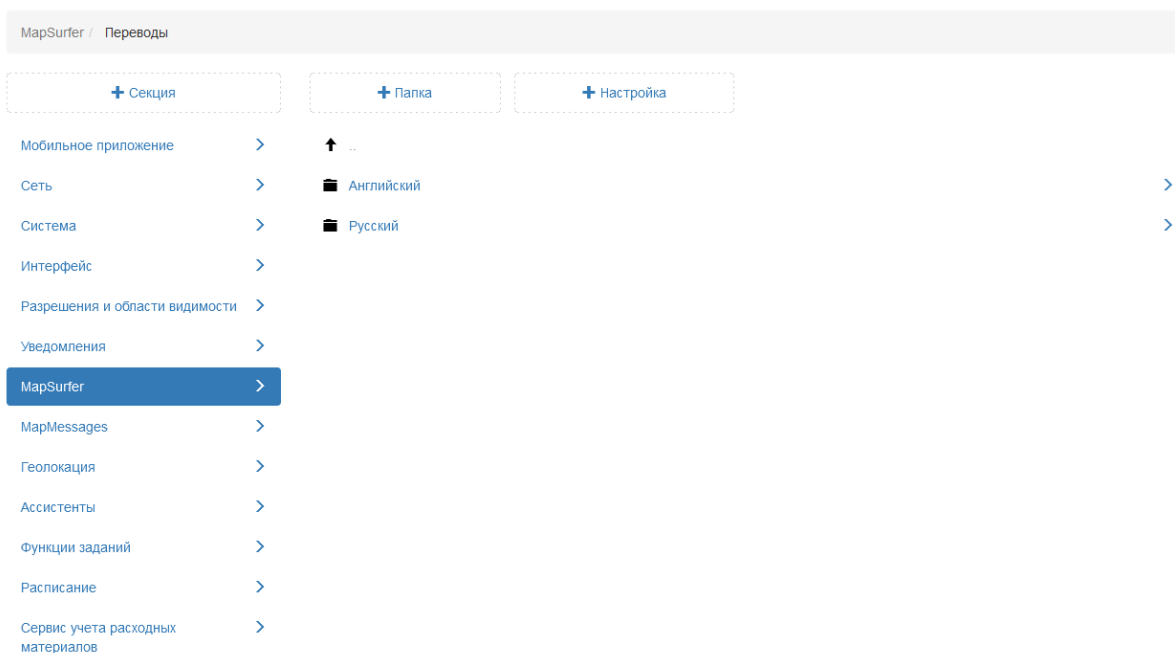 MapSurfer / Переводы
+ Секция
+ Папка
+ Настройка
Мобильное приложение
Сеть
Система
Интерфейс
Разрешения и области видимости
Уведомления
MapSurfer
MapMessages
Геолокация
Ассистенты
Функции заданий
Расписание
Сервис учета расходных
материалов
..
Английский
Русский